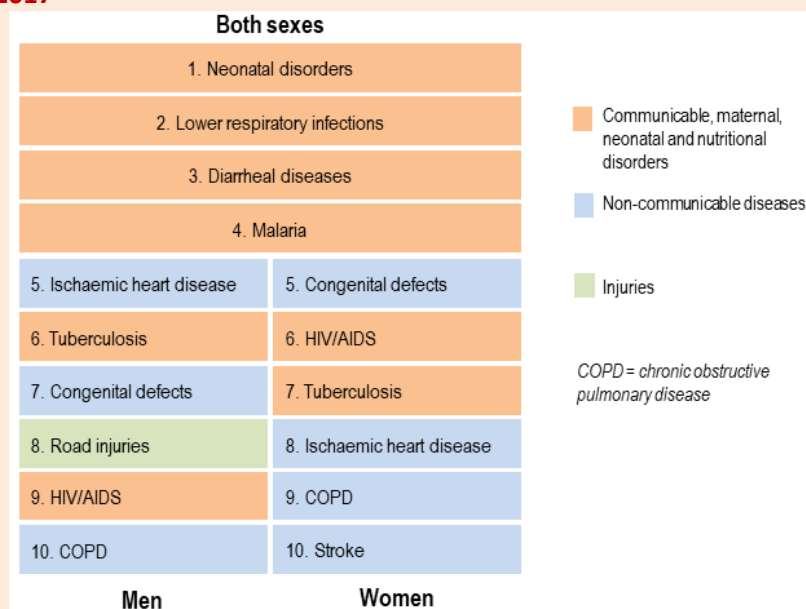 Both sexes
1. Neonatal disorders
2. Lower respiratory infections
3. Diarrheal diseases
4. Malaria
5. Ischaemic heart disease
5. Congenital defects
6. Tuberculosis
6. HIV/AIDS
7. Congenital defects
7. Tuberculosis
8. Road injuries
8. Ischaemic heart disease
9. HIV/AIDS
9. COPD
10. COPD
10. Stroke
Men
Women
Communicable, maternal,
neonatal and nutritional
disorders
Non-communicable diseases
Injuries
COPD = chronic obstructive
pulmonary disease